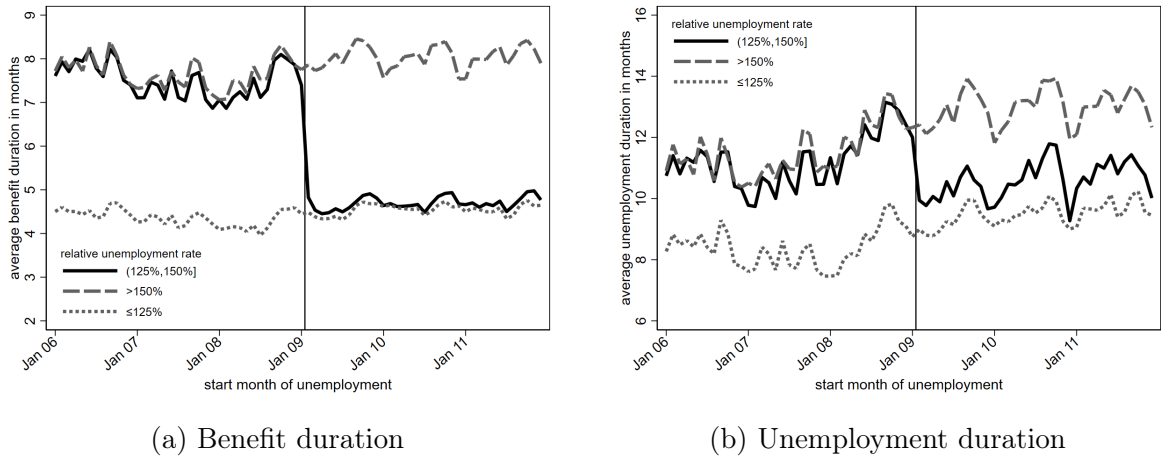 average benefit duration in months
9
8
7
6
5
4
3
2
relative unemployment rate
(125%,150%]
>150%
≤125%
Jan 06
Jan 07
Jan 08
Jan 09
Jan 10
Jan 11
start month of unemployment
(a) Benefit duration
average unemployment duration in months
16
14
12
10
8
6
relative unemployment rate
(125%,150%]
>150%
≤125%
Jan 06
Jan 07
Jan 08
Jan 09
Jan 10
Jan 11
start month of unemployment
(b) Unemployment duration